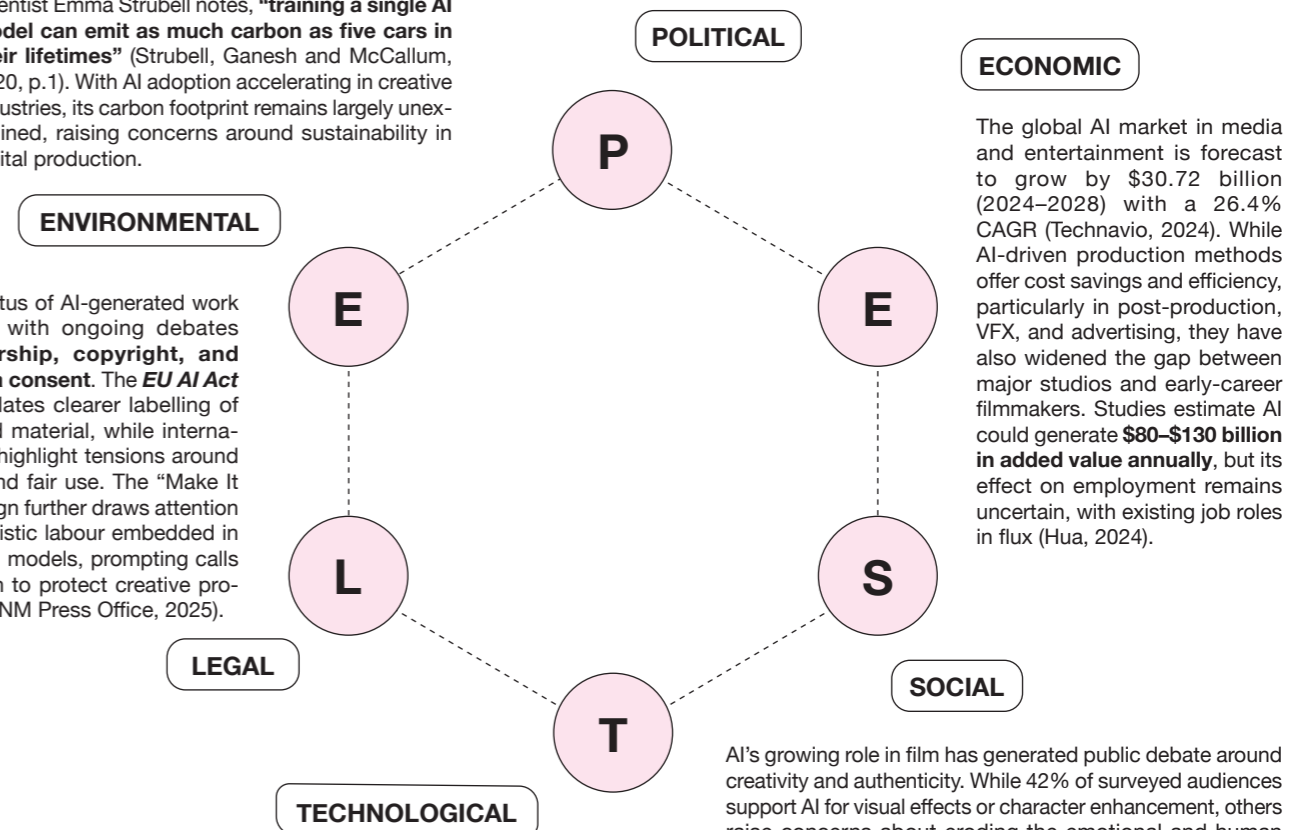 entist Emma Strubell notes, “training a single AI
odel can emit as much carbon as five cars in
eir lifetimes” (Strubell, Ganesh and McCallum,
20, p.1). With AI adoption accelerating in creative
dustries, its carbon footprint remains largely unex-
ined, raising concerns around sustainability in
ital production.
POLITICAL
ECONOMIC
The global AI market in media
and entertainment is forecast
to grow by $30.72 billion
(2024–2028) with a 26.4%
CAGR (Technavio, 2024). While
AI-driven production methods
offer cost savings and efficiency,
particularly in post-production,
VFX, and advertising, they have
also widened the gap between
major studios and early-career
filmmakers. Studies estimate AI
could generate $80–$130 billion
in added value annually, but its
effect on employment remains
uncertain, with existing job roles
in flux (Hua, 2024).
P
ENVIRONMENTAL
E
E
tus of AI-generated work
with ongoing debates
rship, copyright, and
consent. The EU AI Act
lates clearer labelling of
d material, while interna-
highlight tensions around
nd fair use. The “Make It
gn further draws attention
istic labour embedded in
models, prompting calls
n to protect creative pro-
NM Press Office, 2025).
L
S
LEGAL
SOCIAL
T
TECHNOLOGICAL
AI’s growing role in film has generated public debate around
creativity and authenticity. While 42% of surveyed audiences
support AI for visual effects or character enhancement, others
raise concerns about eroding the emotional and human